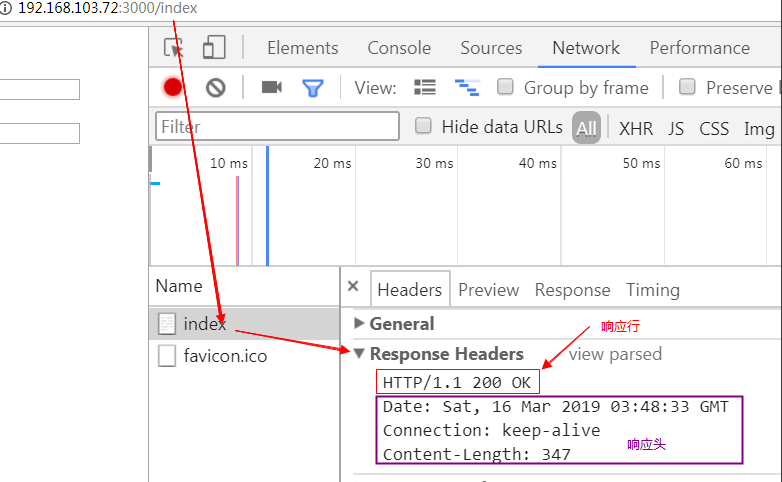 192.168.103.72:3000/index
Elements Console Sources Network Performance
View: Group by frame Preserve
Filter Hide data URLs All XHR JS CSS Img
10 ms 20 ms 30 ms 40 ms 50 ms 60 ms
Name
Headers Preview Response Timing
index
General
响应行
Response Headers view parsed
favicon.ico
HTTP/1.1 200 OK
Date: Sat, 16 Mar 2019 03:48:33 GMT
Connection: keep-alive
响应头
Content-Length: 347